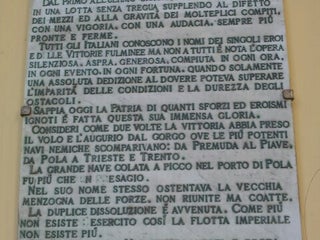 DAL PRIMO ALL'ULTIMO
IN UNA LOTTA SENZA TREGUA SUPPLENDO AL DIFETTO
DEI MEZZI ED ALLA GRAVITÀ DEI MOLTEPLICI COMPITI,
CON UNA VIGORIA, CON UNA AUDACIA, SEMPRE PIÙ
PRONTE E FERME.
TUTTI GLI ITALIANI CONOSCONO I NOMI DEI SINGOLI EROI
ED LE VITTORIE FULMINEE MA NON A TUTTI È NOTA L'OPERA
SILENZIOSA, ASPRA, GENEROSA, COMPIUTA IN OGNI ORA,
IN OGNI EVENTO, IN OGNI FORTUNA, QUANDO SOLAMENTE
UNA ASSOLUTA DEDIZIONE AL DOVERE POTEVA SUPERARE
L'IMPARITÀ DELLE CONDIZIONI E LA DUREZZA DEGLI
OSTACOLI.
SAPPIA OGGI LA PATRIA DI QUANTI SFORZI ED EROISMI
IGNOTI È FATTA QUESTA SUA IMMENSA GLORIA.
CONSIDERI COME DUE VOLTE LA VITTORIA ABBIA PRESO
IL VOLO E L'AUGURIO DAL GORGO OVE LE PIÙ POTENTI
NAVI NEMICHE SCOMPARIVANO: DA PREMUDA AL PIAVE,
DA POLA A TRIESTE E TRENTO.
LA GRANDE NAVE COLATA A PICCO NEL PORTO DI POLA
FU PIÙ CHE UN
NEL SUO NOME STESSO OSTENTAVA LA VECCHIA
MENZOGNA DELLE FORZE, NON RIUNITE MA COATTE.
LA DUPLICE DISSOLUZIONE È AVVENUTA. COME PIÙ
NON ESISTE ESERCITO COSÌ LA FLOTTA IMPERIALE
NON ESISTE PIÙ.